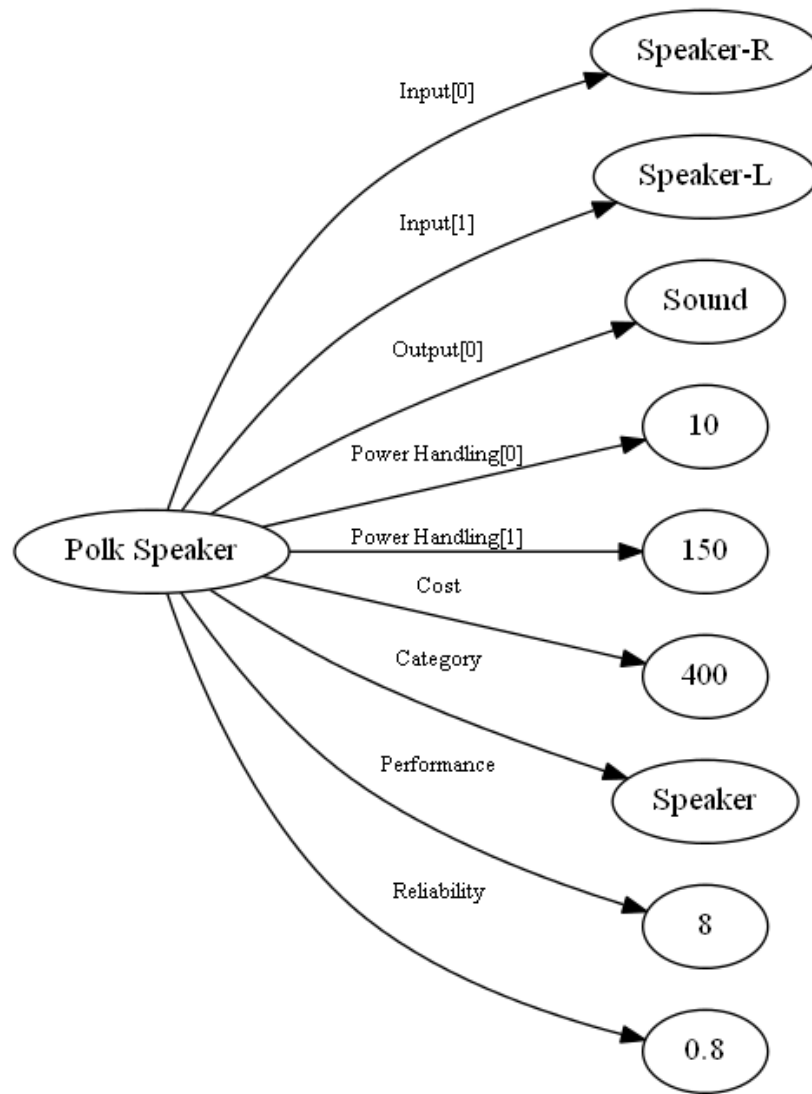 Speaker-R
Input[0]
Speaker-L
Input[1]
Sound
Output[0]
10
Power Handling[0]
Polk Speaker
Power Handling[1]
150
Cost
400
Category
Speaker
Performance
8
Reliability
0.8